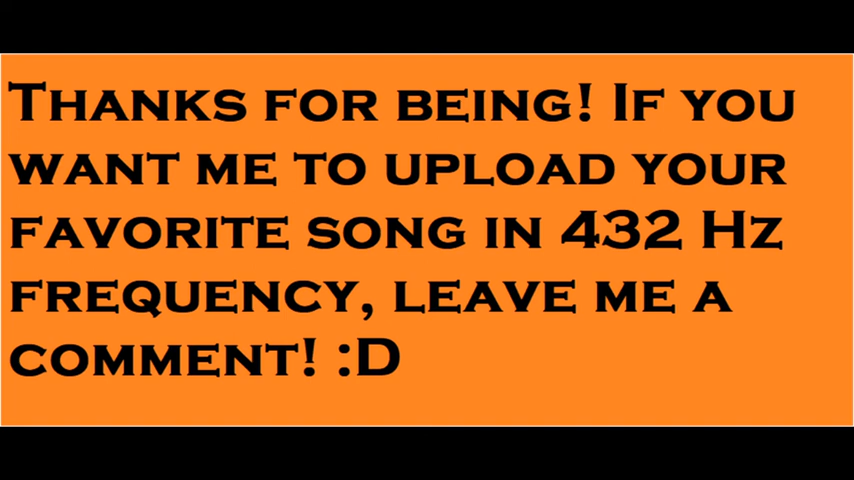 Thanks for being! If you
want me to upload your
favorite song in 432 Hz
frequency, leave me a
comment! :D